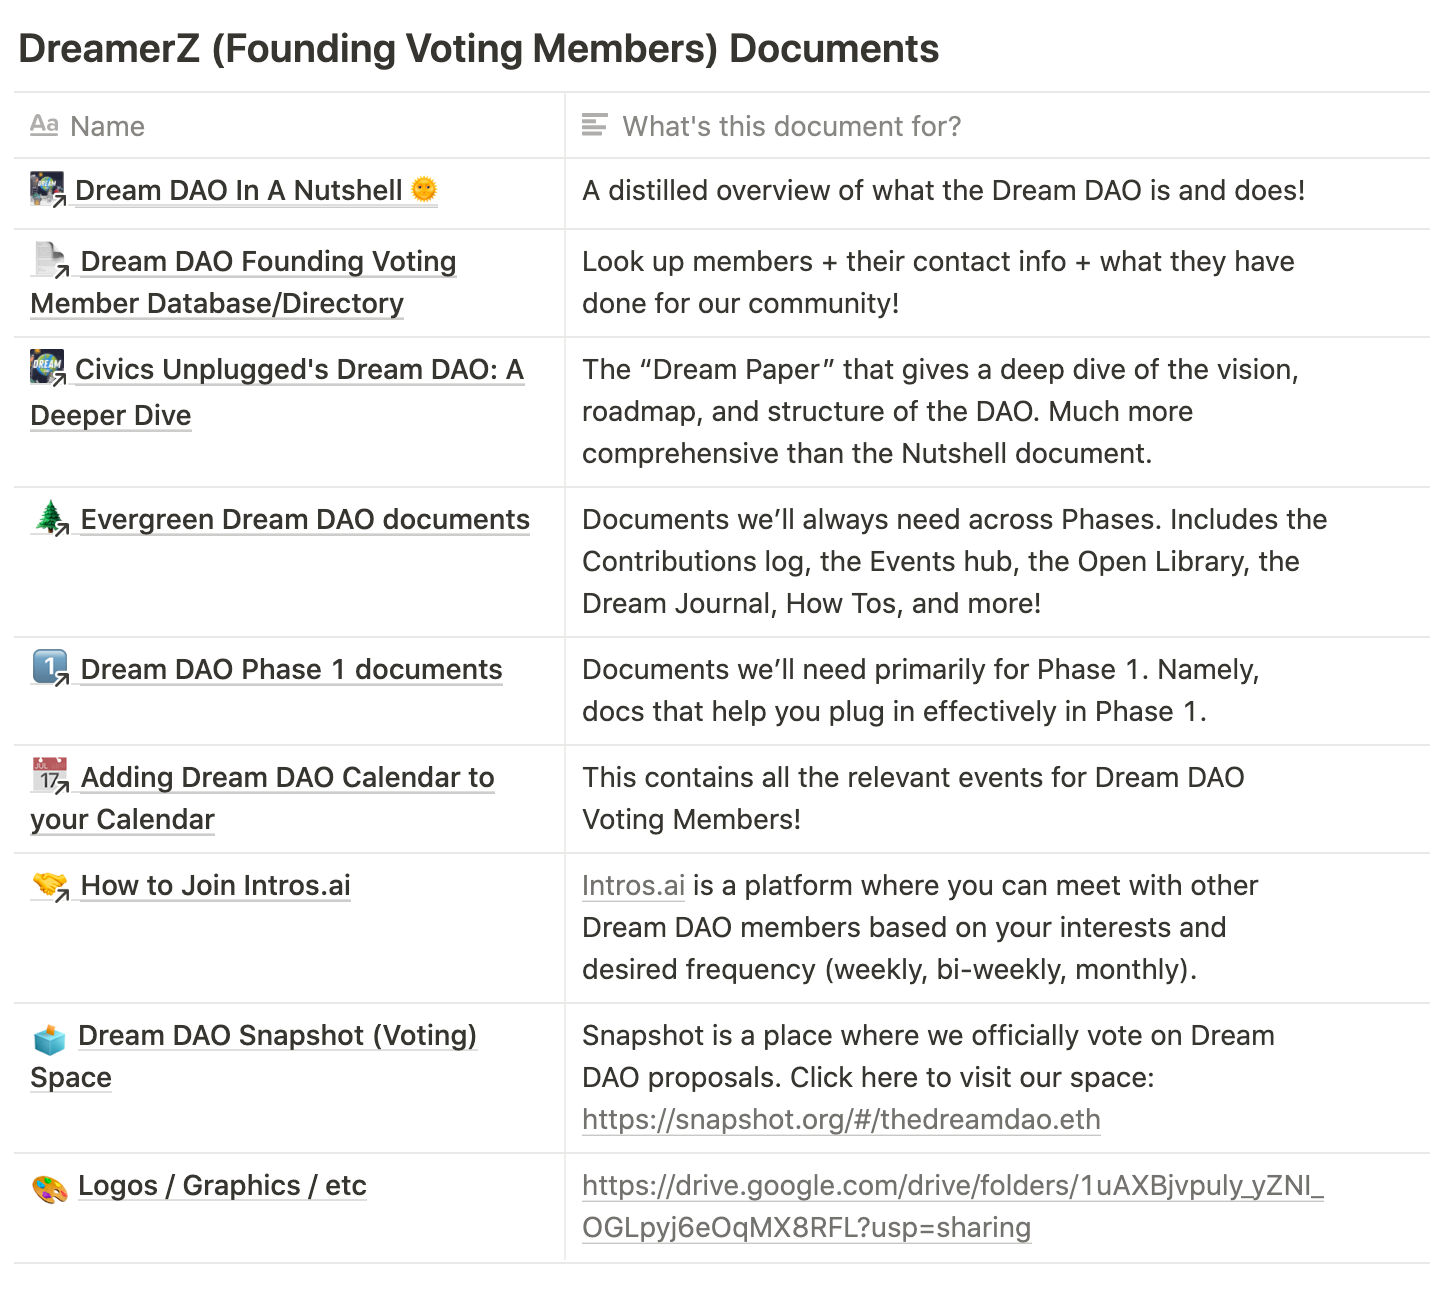 DreamerZ (Founding Voting Members) Documents
Aa Name
What's this document for?
Dream DAO In A Nutshell 🌞
A distilled overview of what the Dream DAO is and does!
Dream DAO Founding Voting
Member Database/Directory
Look up members + their contact info + what they have
done for our community!
DREAM
Civics Unplugged's Dream DAO: A
Deeper Dive
The “Dream Paper” that gives a deep dive of the vision,
roadmap, and structure of the DAO. Much more
comprehensive than the Nutshell document.
Evergreen Dream DAO documents
Documents we’ll always need across Phases. Includes the
Contributions log, the Events hub, the Open Library, the
Dream Journal, How Tos, and more!
1
Dream DAO Phase 1 documents
Documents we’ll need primarily for Phase 1. Namely,
docs that help you plug in effectively in Phase 1.
JUL
17
Adding Dream DAO Calendar to
your Calendar
This contains all the relevant events for Dream DAO
Voting Members!
How to Join Intros.ai
Intros.ai is a platform where you can meet with other
Dream DAO members based on your interests and
desired frequency (weekly, bi-weekly, monthly).
Dream DAO Snapshot (Voting)
Space
Snapshot is a place where we officially vote on Dream
DAO proposals. Click here to visit our space:
https://snapshot.org/#/thedreamdao.eth
Logos / Graphics / etc
https://drive.google.com/drive/folders/1uAXBjvpuly_yZNI_
OGLpyj6eOqMX8RFL?usp=sharing